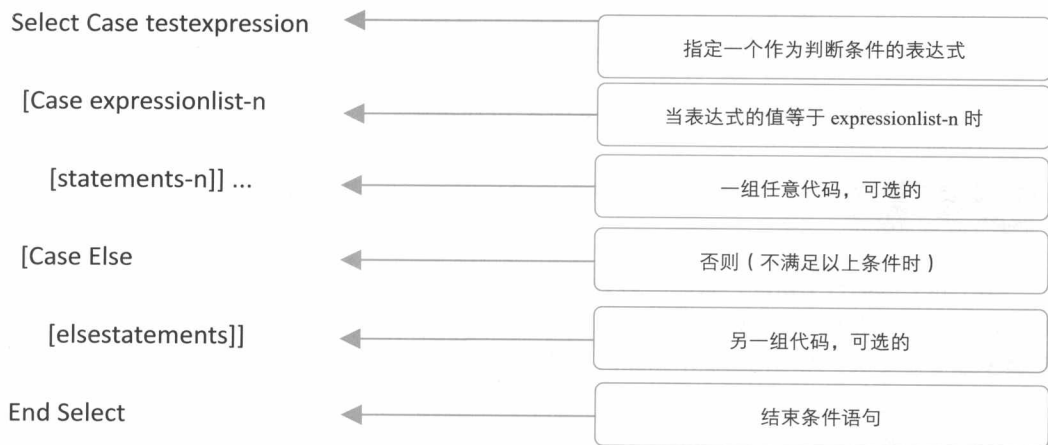 Select Case testexpression
指定一个作为判断条件的表达式
[Case expressionlist-n
当表达式的值等于 expressionlist-n 时
[statements-n]] ...
一组任意代码，可选的
[Case Else
否则（不满足以上条件时）
[elsestatements]]
另一组代码，可选的
End Select
结束条件语句